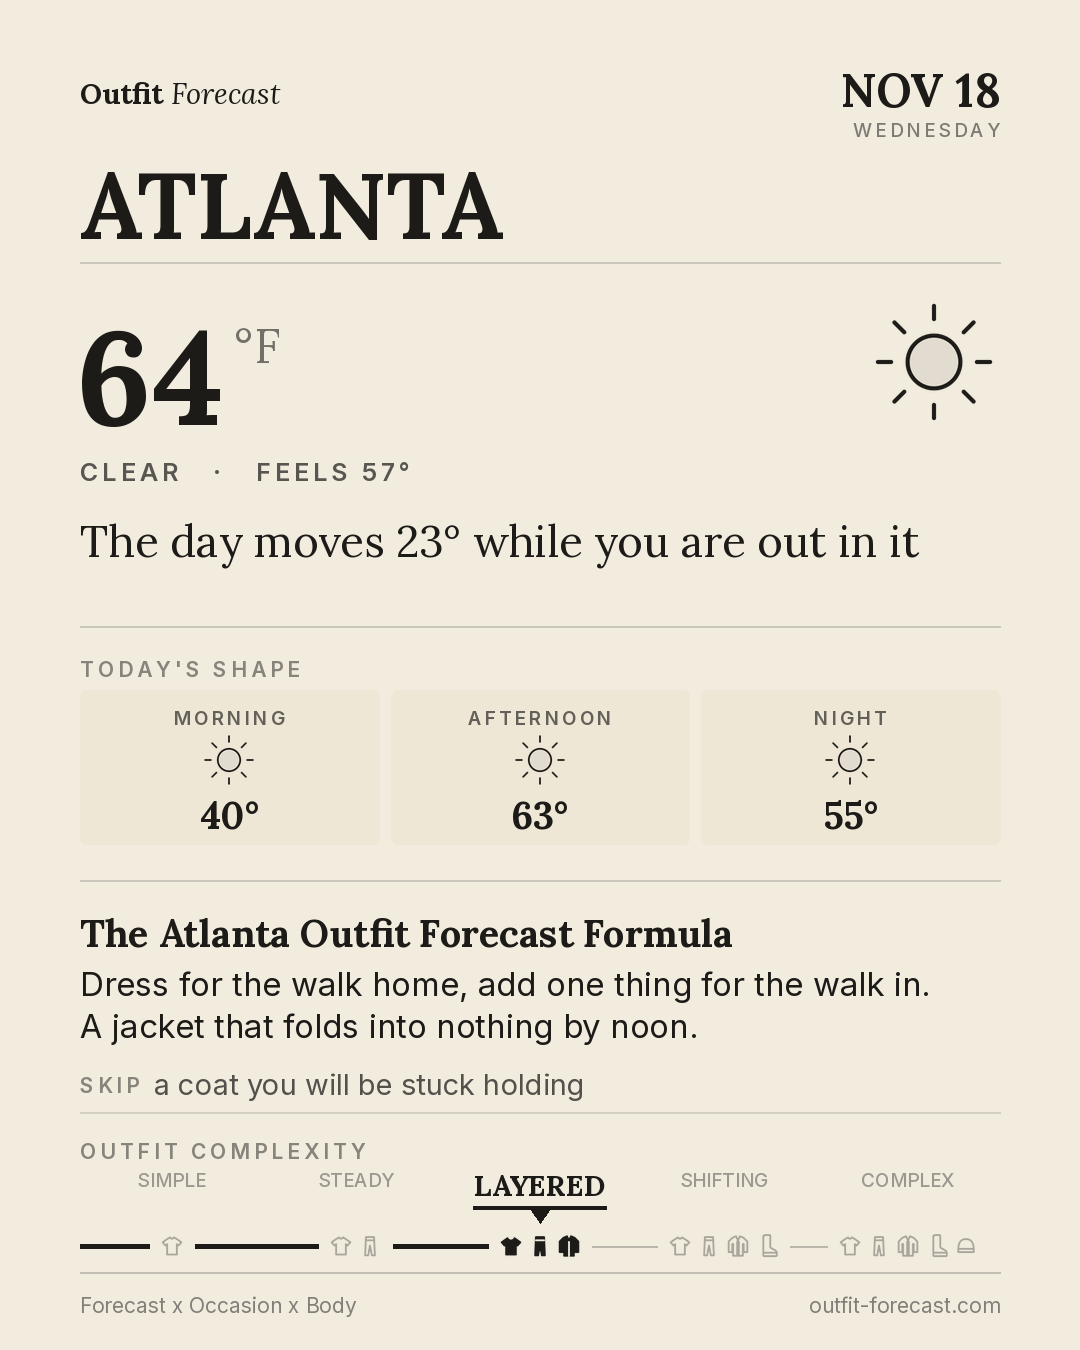 Outfit Forecast
NOV 18
WEDNESDAY
ATLANTA
64 °F
CLEAR · FEELS 57°
The day moves 23° while you are out in it
TODAY'S SHAPE
MORNING
40°
AFTERNOON
63°
NIGHT
55°
The Atlanta Outfit Forecast Formula
Dress for the walk home, add one thing for the walk in.
A jacket that folds into nothing by noon.
SKIP a coat you will be stuck holding
OUTFIT COMPLEXITY
SIMPLE STEADY LAYERED SHIFTING COMPLEX
Forecast x Occasion x Body
outfit-forecast.com